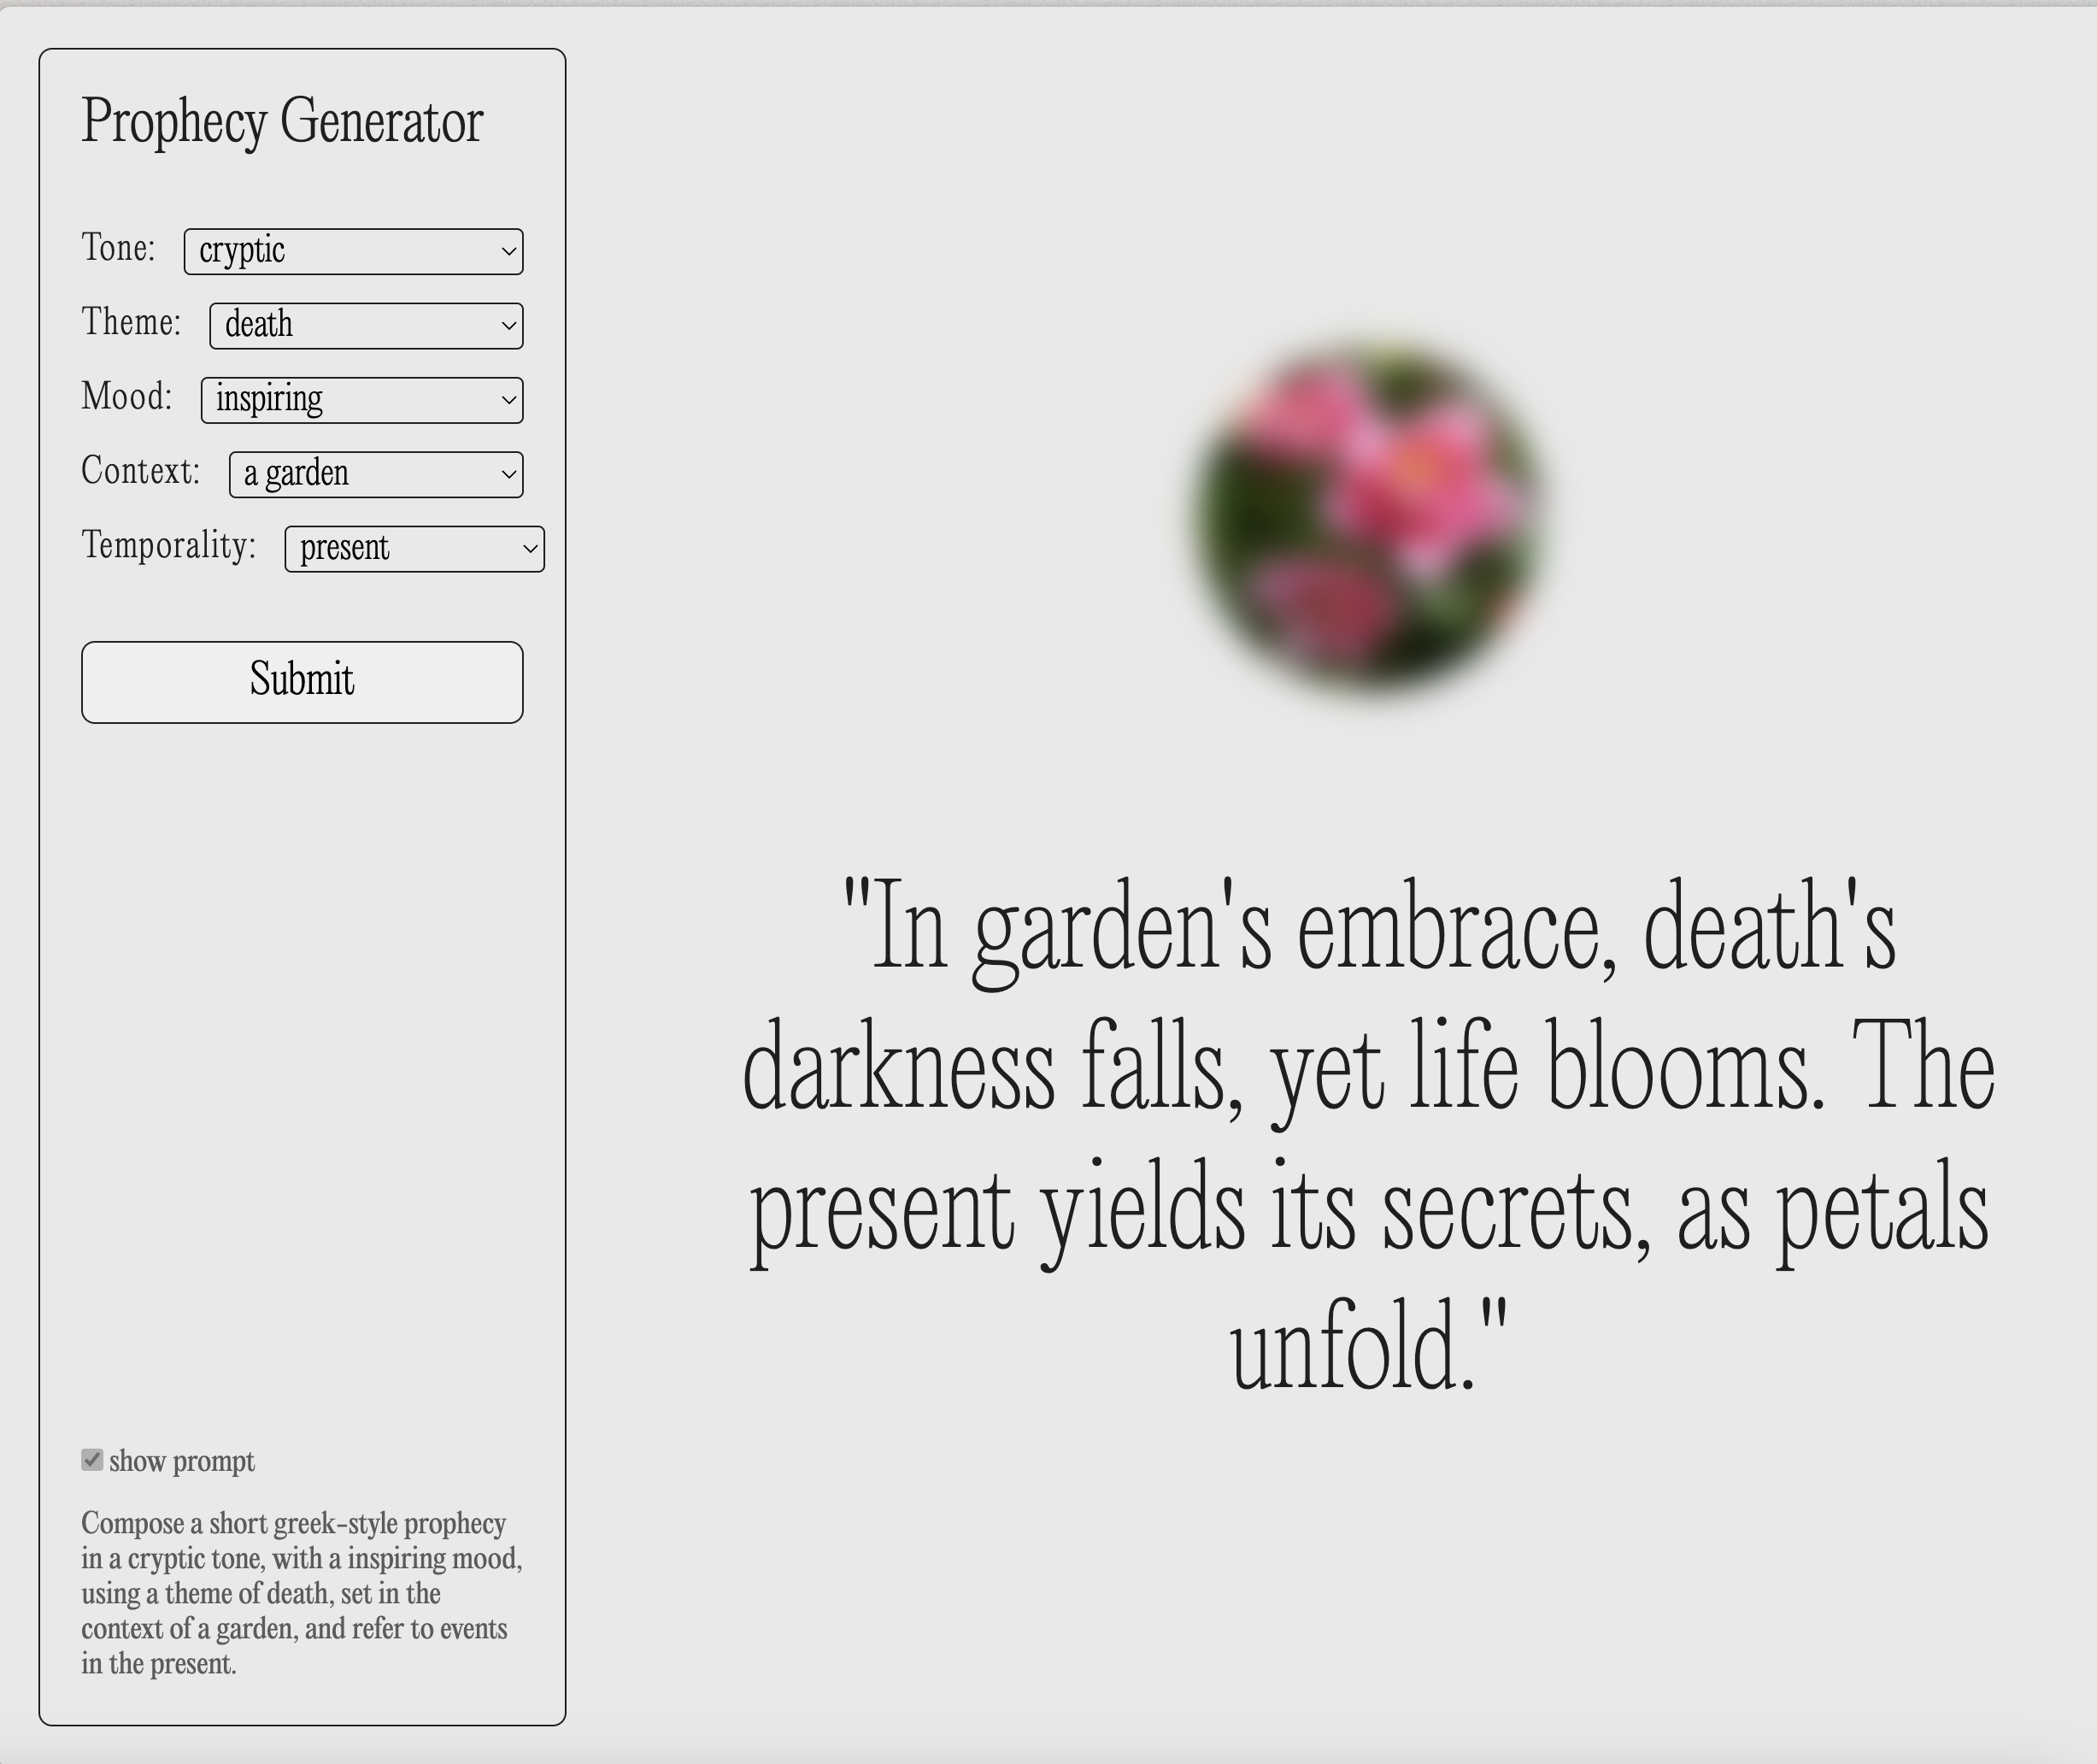 Prophecy Generator
Tone: cryptic
Theme: death
Mood: inspiring
Context: a garden
Temporality: present
Submit
show prompt
Compose a short greek-style prophecy
in a cryptic tone, with a inspiring mood,
using a theme of death, set in the
context of a garden, and refer to events
in the present.
"In garden's embrace, death's
darkness falls, yet life blooms. The
present yields its secrets, as petals
unfold."